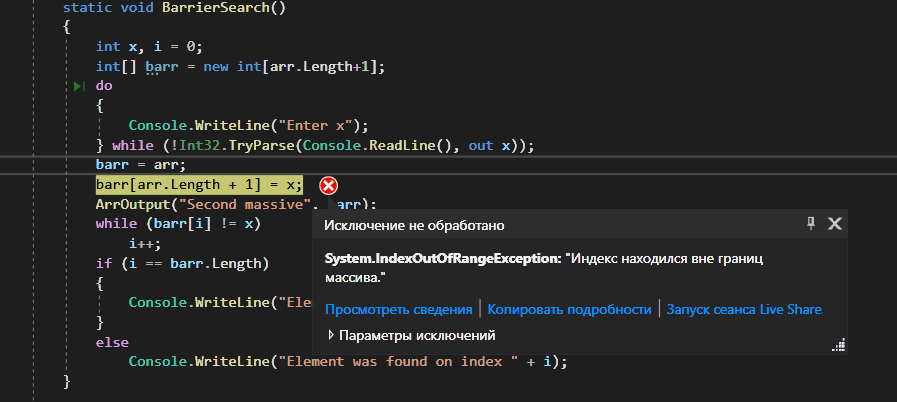 static void BarrierSearch()
{
int x, i = 0;
int[] barr = new int[arr.Length+1];
do
{
Console.WriteLine("Enter x");
} while (!Int32.TryParse(Console.ReadLine(), out x));
barr = arr;
barr[arr.Length + 1] = x;
ArrOutput("Second massive", arr);
while (barr[i] != x)
i++;
if (i == barr.Length)
{
Console.WriteLine("Ele
}
else
Console.WriteLine("Element was found on index " + i);
}
Исключение не обработано
System.IndexOutOfRangeException: "Индекс находился вне границ
массива."
Просмотреть сведения | Копировать подробности | Запуск сеанса Live Share.
Параметры исключений